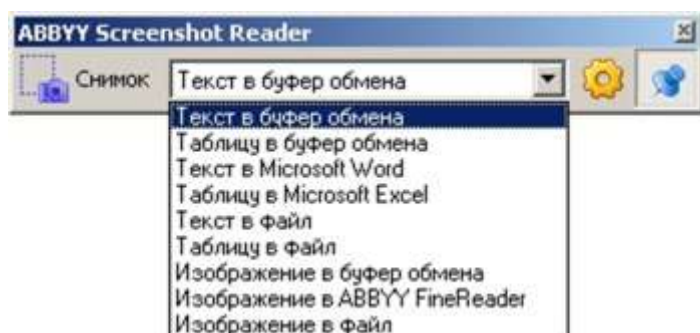 ABBYY Screenshot Reader
Снимок
Текст в буфер обмена
Текст в буфер обмена
Таблицу в буфер обмена
Текст в Microsoft Word
Таблицу в Microsoft Excel
Текст в файл
Таблицу в файл
Изображение в буфер обмена
Изображение в ABBYY FineReader
Изображение в файл